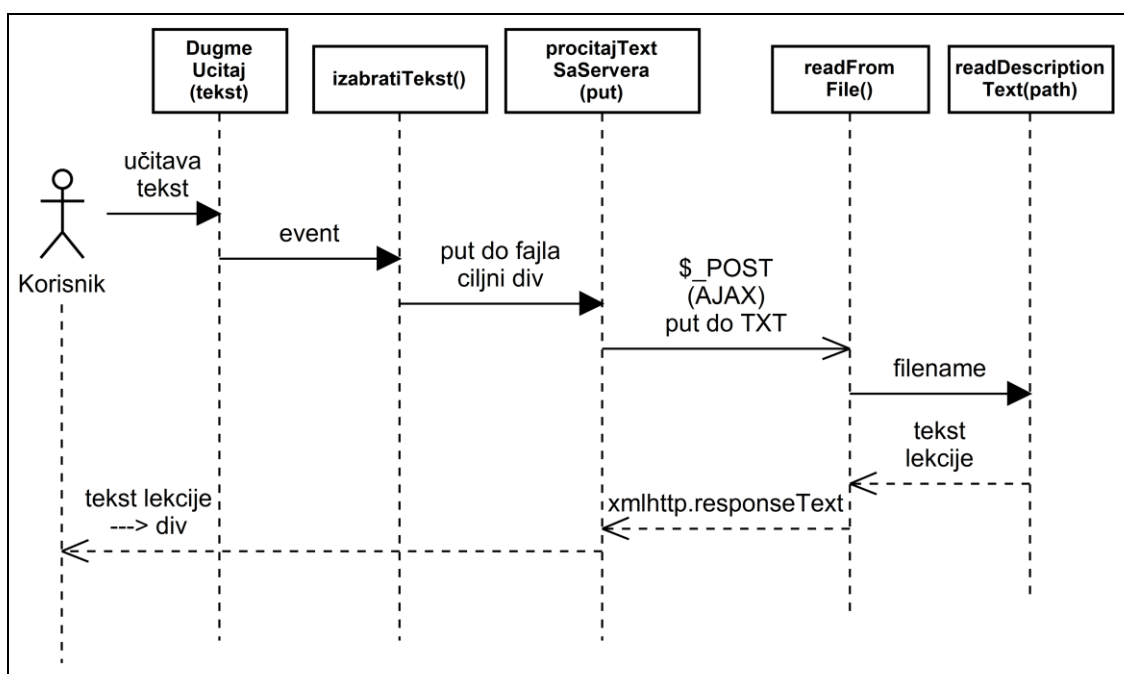 Dugme
Ucitaj
(tekst)
izabratiTekst()
procitajText
SaServera
(put)
readFrom
File()
readDescription
Text(path)
učitava
tekst
Korisnik
event
put do fajla
ciljni div
$_POST
(AJAX)
put do TXT
filename
tekst
lekcije
xmlhttp.responseText
tekst lekcije
---> div